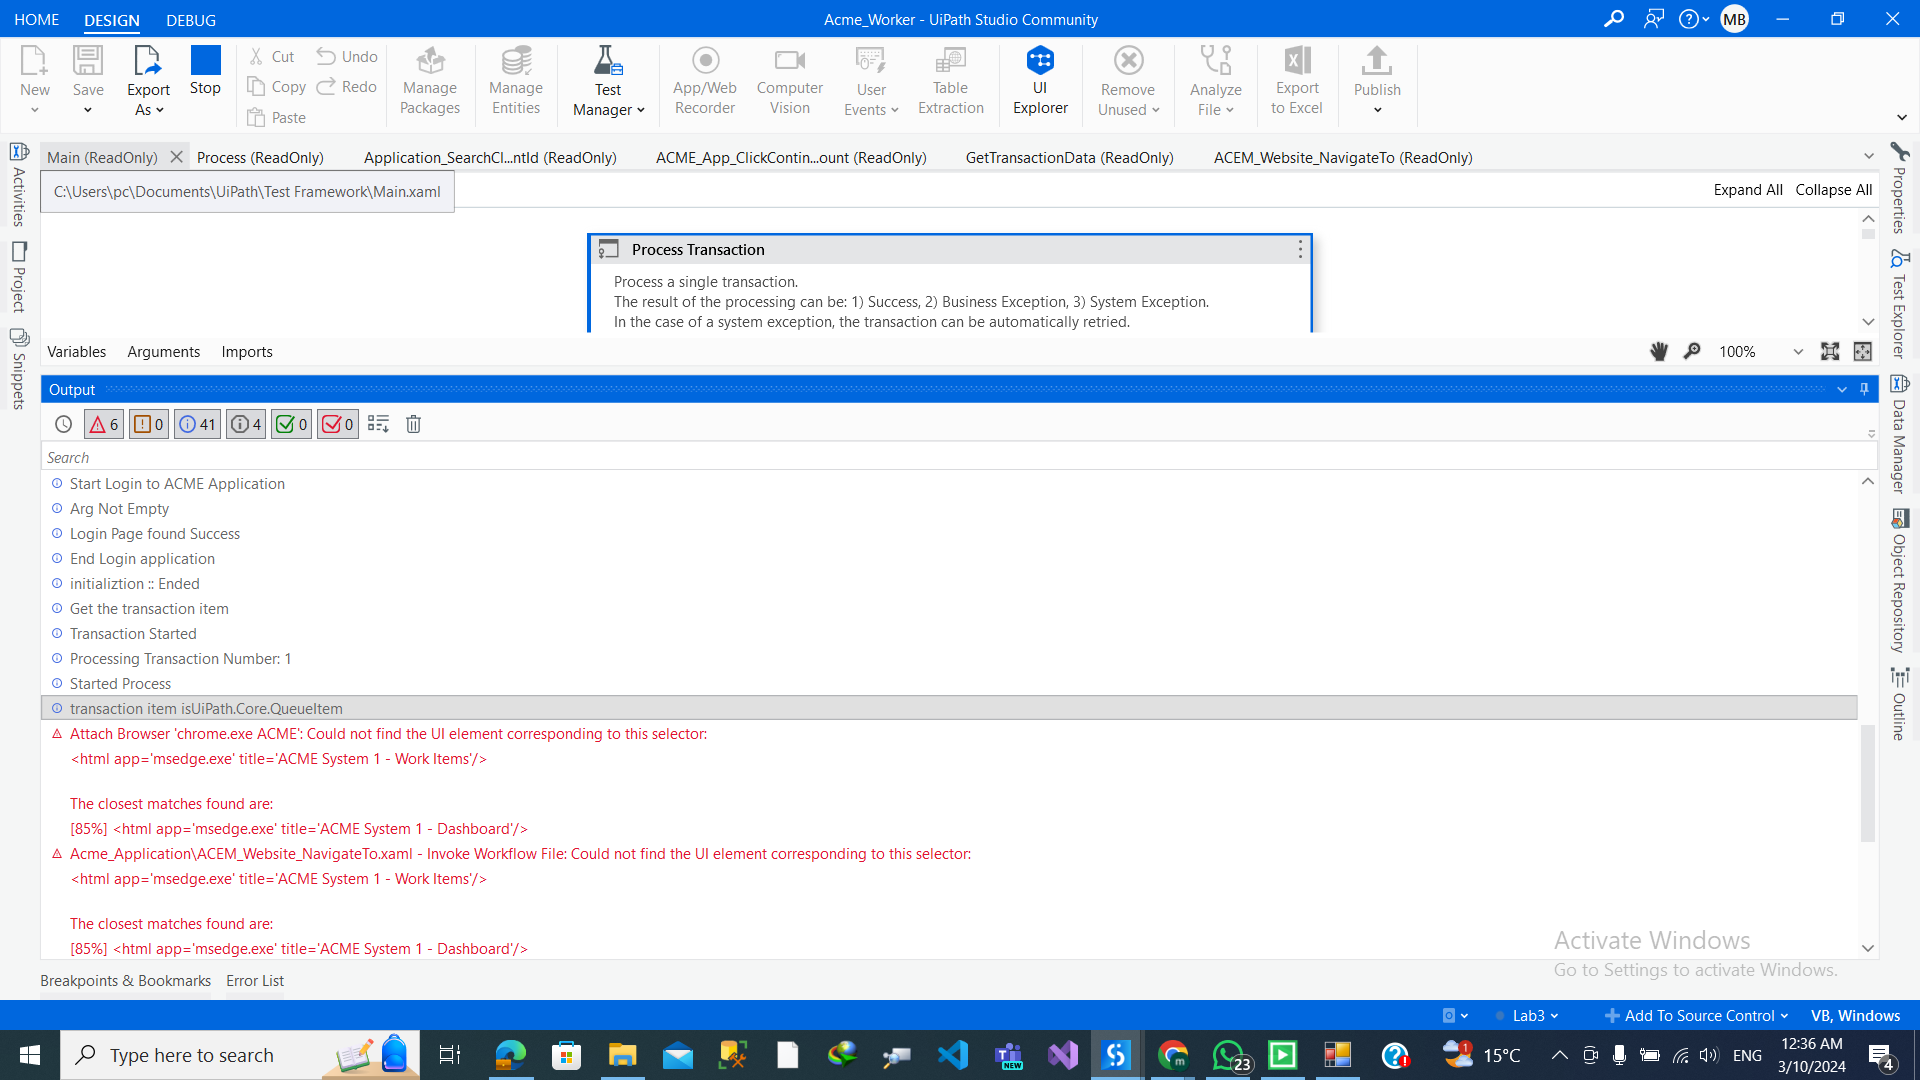 HOME DESIGN DEBUG
Acme_Worker - UiPath Studio Community
MB
New
Save
Export As
Stop
Cut
Copy
Paste
Undo
Redo
Manage Packages
Manage Entities
Test Manager
App/Web Recorder
Computer Vision
User Events
Table Extraction
UI Explorer
Remove Unused
Analyze File
Export to Excel
Publish
Main (ReadOnly)
Process (ReadOnly)
Application_SearchCl...ntId (ReadOnly)
ACME_App_ClickContin...ount (ReadOnly)
GetTransactionData (ReadOnly)
ACEM_Website_NavigateTo (ReadOnly)
C:\Users\pc\Documents\UiPath\Test Framework\Main.xaml
Expand All Collapse All
Activities
Project
Snippets
Properties
Test Explorer
Data Manager
Object Repository
Outline
Process Transaction
Process a single transaction.
The result of the processing can be: 1) Success, 2) Business Exception, 3) System Exception.
In the case of a system exception, the transaction can be automatically retried.
Variables Arguments Imports
100%
Output
6 0 41 4 0 0
Search
Start Login to ACME Application
Arg Not Empty
Login Page found Success
End Login application
initializtion :: Ended
Get the transaction item
Transaction Started
Processing Transaction Number: 1
Started Process
transaction item isUiPath.Core.QueueItem
Attach Browser 'chrome.exe ACME': Could not find the UI element corresponding to this selector:
<html app='msedge.exe' title='ACME System 1 - Work Items'/>
The closest matches found are:
[85%] <html app='msedge.exe' title='ACME System 1 - Dashboard'/>
Acme_Application\ACEM_Website_NavigateTo.xaml - Invoke Workflow File: Could not find the UI element corresponding to this selector:
<html app='msedge.exe' title='ACME System 1 - Work Items'/>
The closest matches found are:
[85%] <html app='msedge.exe' title='ACME System 1 - Dashboard'/>
Activate Windows
Go to Settings to activate Windows.
Breakpoints & Bookmarks Error List
Lab3
Add To Source Control
VB, Windows
Type here to search
NEW
23
1
15°C
ENG
12:36 AM
3/10/2024
4